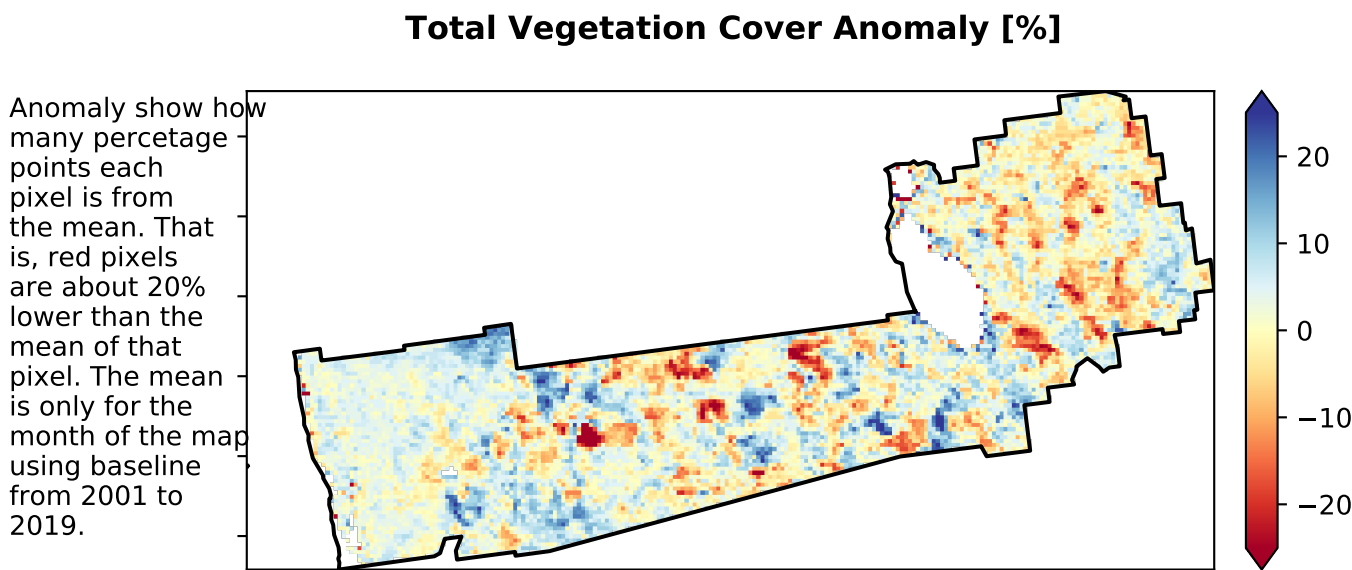 Total Vegetation Cover Anomaly [%]
Anomaly show how
many percetage
points each
pixel is from
the mean. That
is, red pixels
are about 20%
lower than the
mean of that
pixel. The mean
is only for the
month of the map
using baseline
from 2001 to
2019.
20
10
0
−10
−20